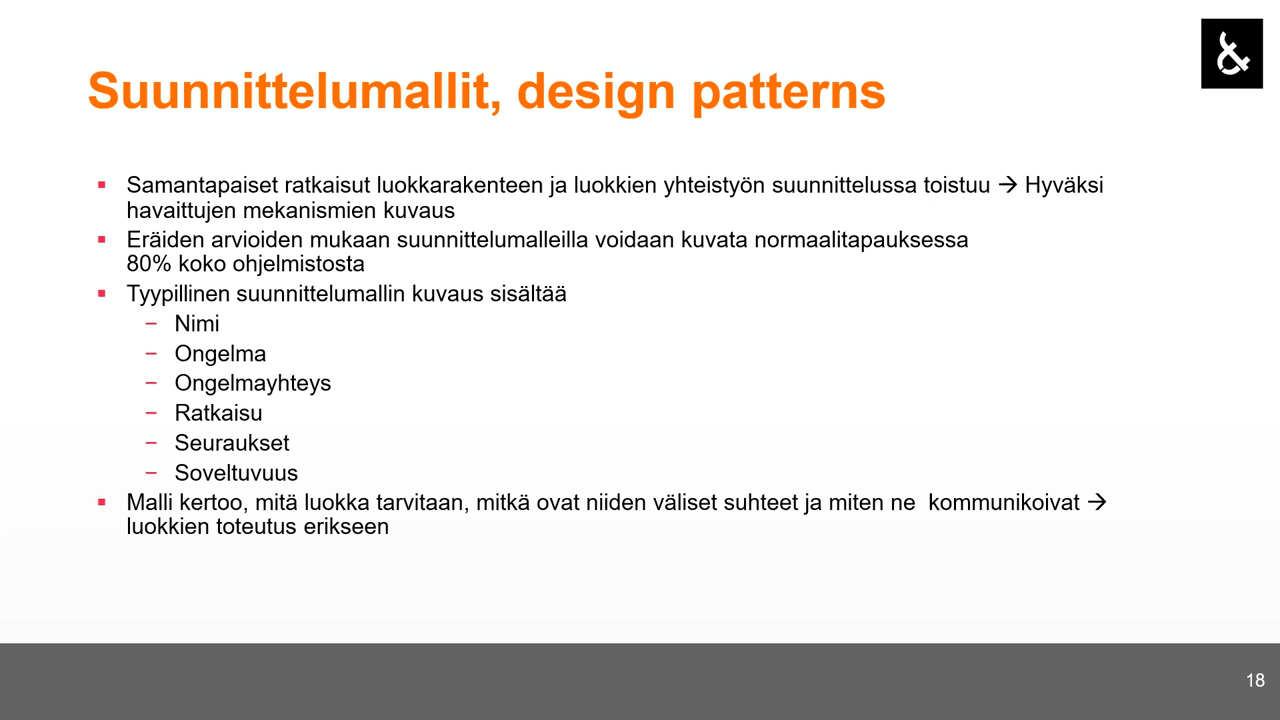 &
Suunnittelumallit, design patterns
▪ Samantapaiset ratkaisut luokkarakenteen ja luokkien yhteistyön suunnittelussa toistuu → Hyväksi
havaittujen mekanismien kuvaus
▪ Eräiden arvioiden mukaan suunnittelumalleilla voidaan kuvata normaalitapauksessa
80% koko ohjelmistosta
▪ Tyypillinen suunnittelumallin kuvaus sisältää
− Nimi
− Ongelma
− Ongelmayhteys
− Ratkaisu
− Seuraukset
− Soveltuvuus
▪ Malli kertoo, mitä luokka tarvitaan, mitkä ovat niiden väliset suhteet ja miten ne  kommunikoivat →
luokkien toteutus erikseen
18